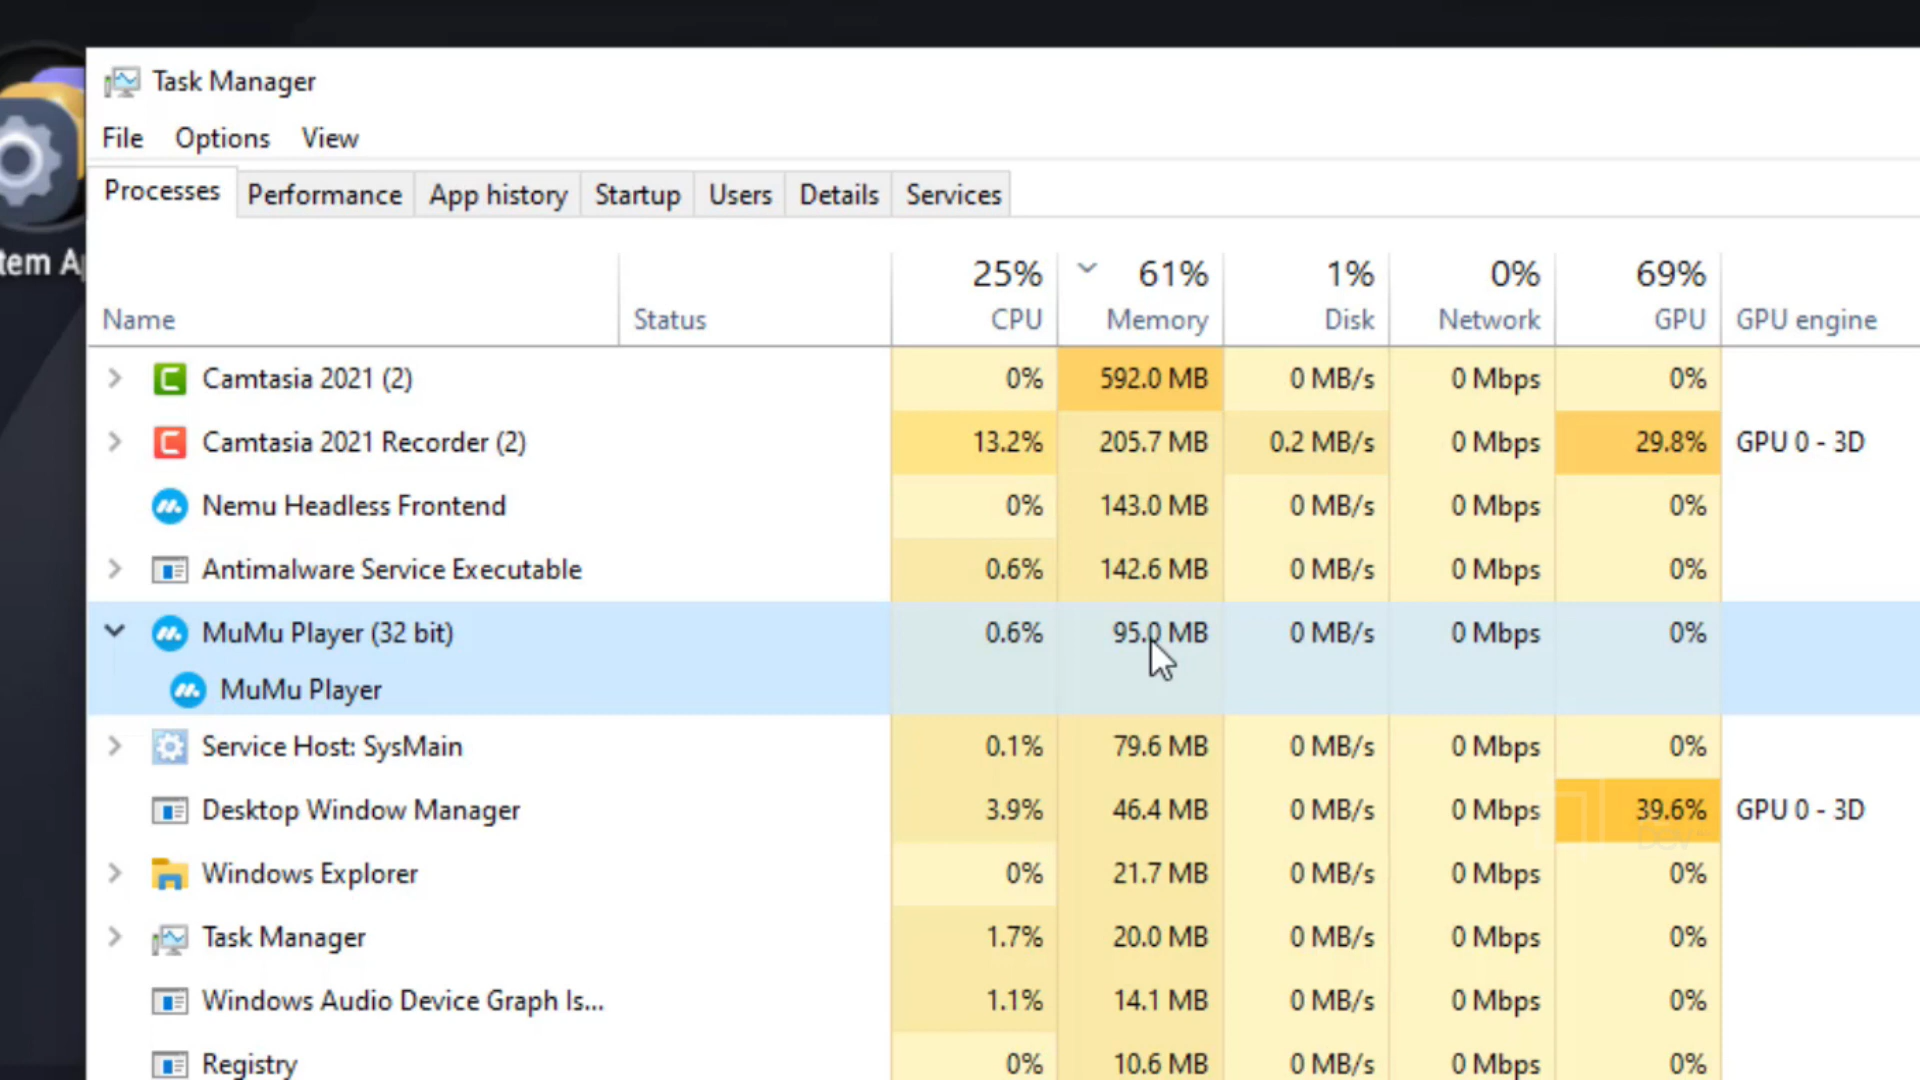 Task Manager
File Options View
Processes Performance App history Startup Users Details Services
25% 61% 1% 0% 69%
Name Status CPU Memory Disk Network GPU GPU engine
Camtasia 2021 (2) 0% 592.0 MB 0 MB/s 0 Mbps 0%
Camtasia 2021 Recorder (2) 13.2% 205.7 MB 0.2 MB/s 0 Mbps 29.8% GPU 0 - 3D
Nemu Headless Frontend 0% 143.0 MB 0 MB/s 0 Mbps 0%
Antimalware Service Executable 0.6% 142.6 MB 0 MB/s 0 Mbps 0%
MuMu Player (32 bit) 0.6% 95.0 MB 0 MB/s 0 Mbps 0%
MuMu Player
Service Host: SysMain 0.1% 79.6 MB 0 MB/s 0 Mbps 0%
Desktop Window Manager 3.9% 46.4 MB 0 MB/s 0 Mbps 39.6% GPU 0 - 3D
Windows Explorer 0% 21.7 MB 0 MB/s 0 Mbps 0%
Task Manager 1.7% 20.0 MB 0 MB/s 0 Mbps 0%
Windows Audio Device Graph Is... 1.1% 14.1 MB 0 MB/s 0 Mbps 0%
Registry 0% 10.6 MB 0 MB/s 0 Mbps 0%
tem A